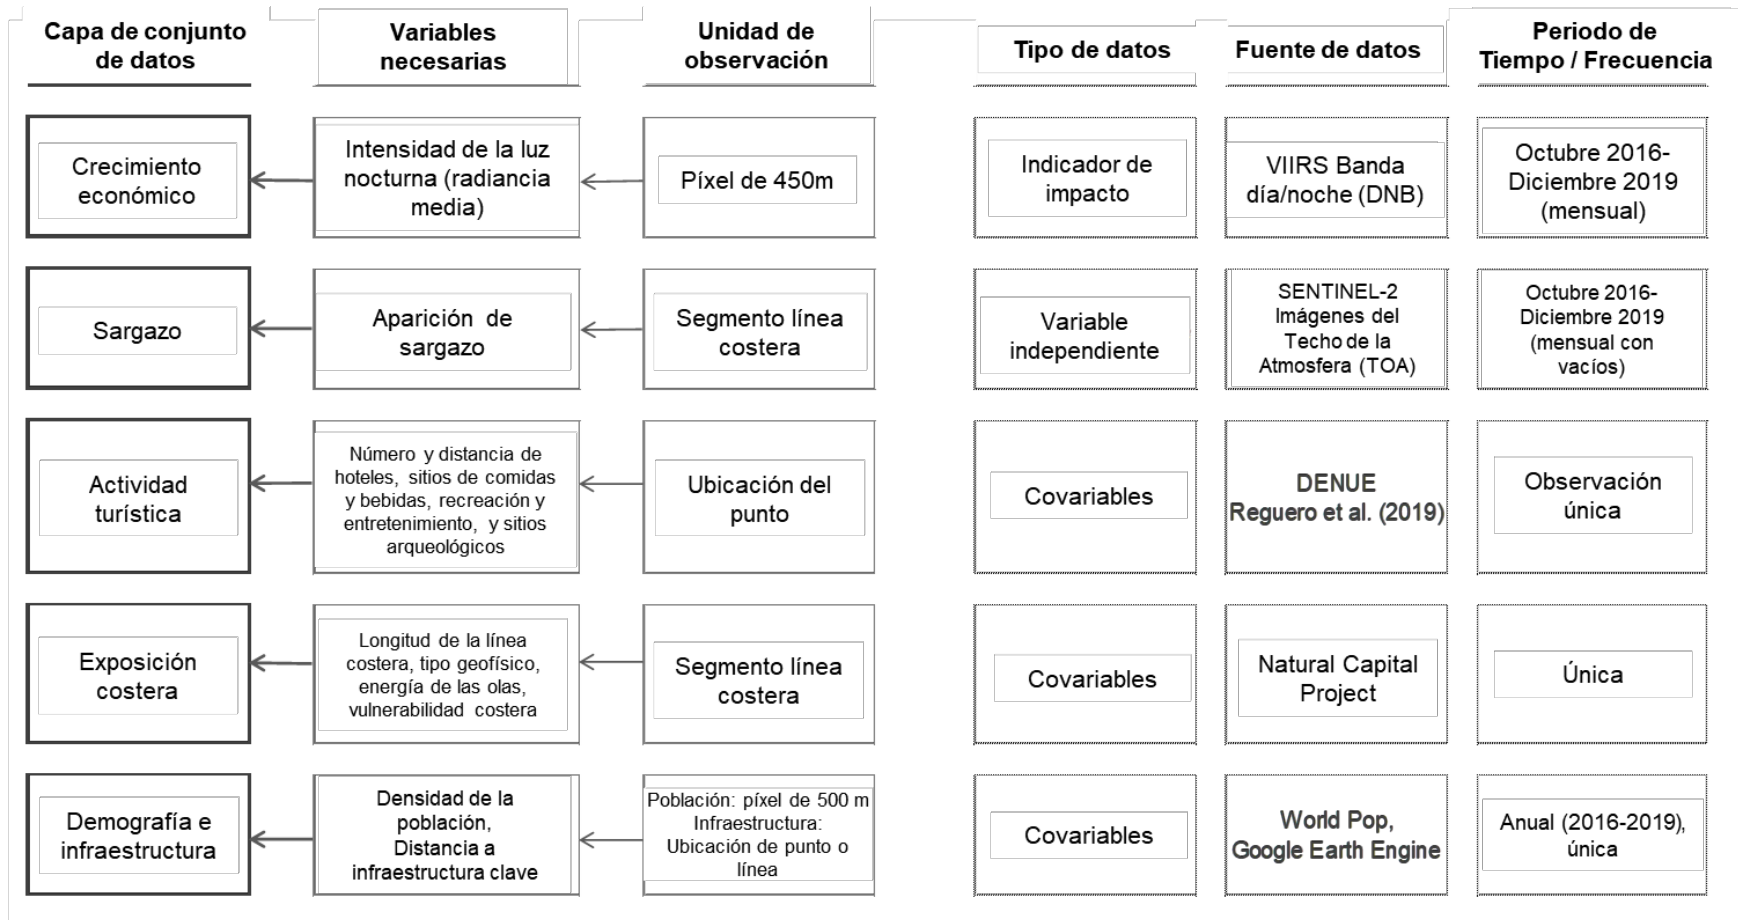 Capa de conjunto
de datos
Variables
necesarias
Unidad de
observación
Tipo de datos
Fuente de datos
Periodo de
Tiempo / Frecuencia
Crecimiento
económico
Intensidad de la luz
nocturna (radiancia
media)
Píxel de 450m
Indicador de
impacto
VIIRS Banda
día/noche (DNB)
Octubre 2016-
Diciembre 2019
(mensual)
Sargazo
Aparición de
sargazo
Segmento línea
costera
Variable
independiente
SENTINEL-2
Imágenes del
Techo de la
Atmosfera (TOA)
Octubre 2016-
Diciembre 2019
(mensual con
vacíos)
Actividad
turística
Número y distancia de
hoteles, sitios de comidas
y bebidas, recreación y
entretenimiento, y sitios
arqueológicos
Ubicación del
punto
Covariables
DENUE
Reguero et al. (2019)
Observación
única
Exposición
costera
Longitud de la línea
costera, tipo geofísico,
energía de las olas,
vulnerabilidad costera
Segmento línea
costera
Covariables
Natural Capital
Project
Única
Demografía e
infraestructura
Densidad de la
población,
Distancia a
infraestructura clave
Población: píxel de 500 m
Infraestructura:
Ubicación de punto o
línea
Covariables
World Pop,
Google Earth Engine
Anual (2016-2019),
única